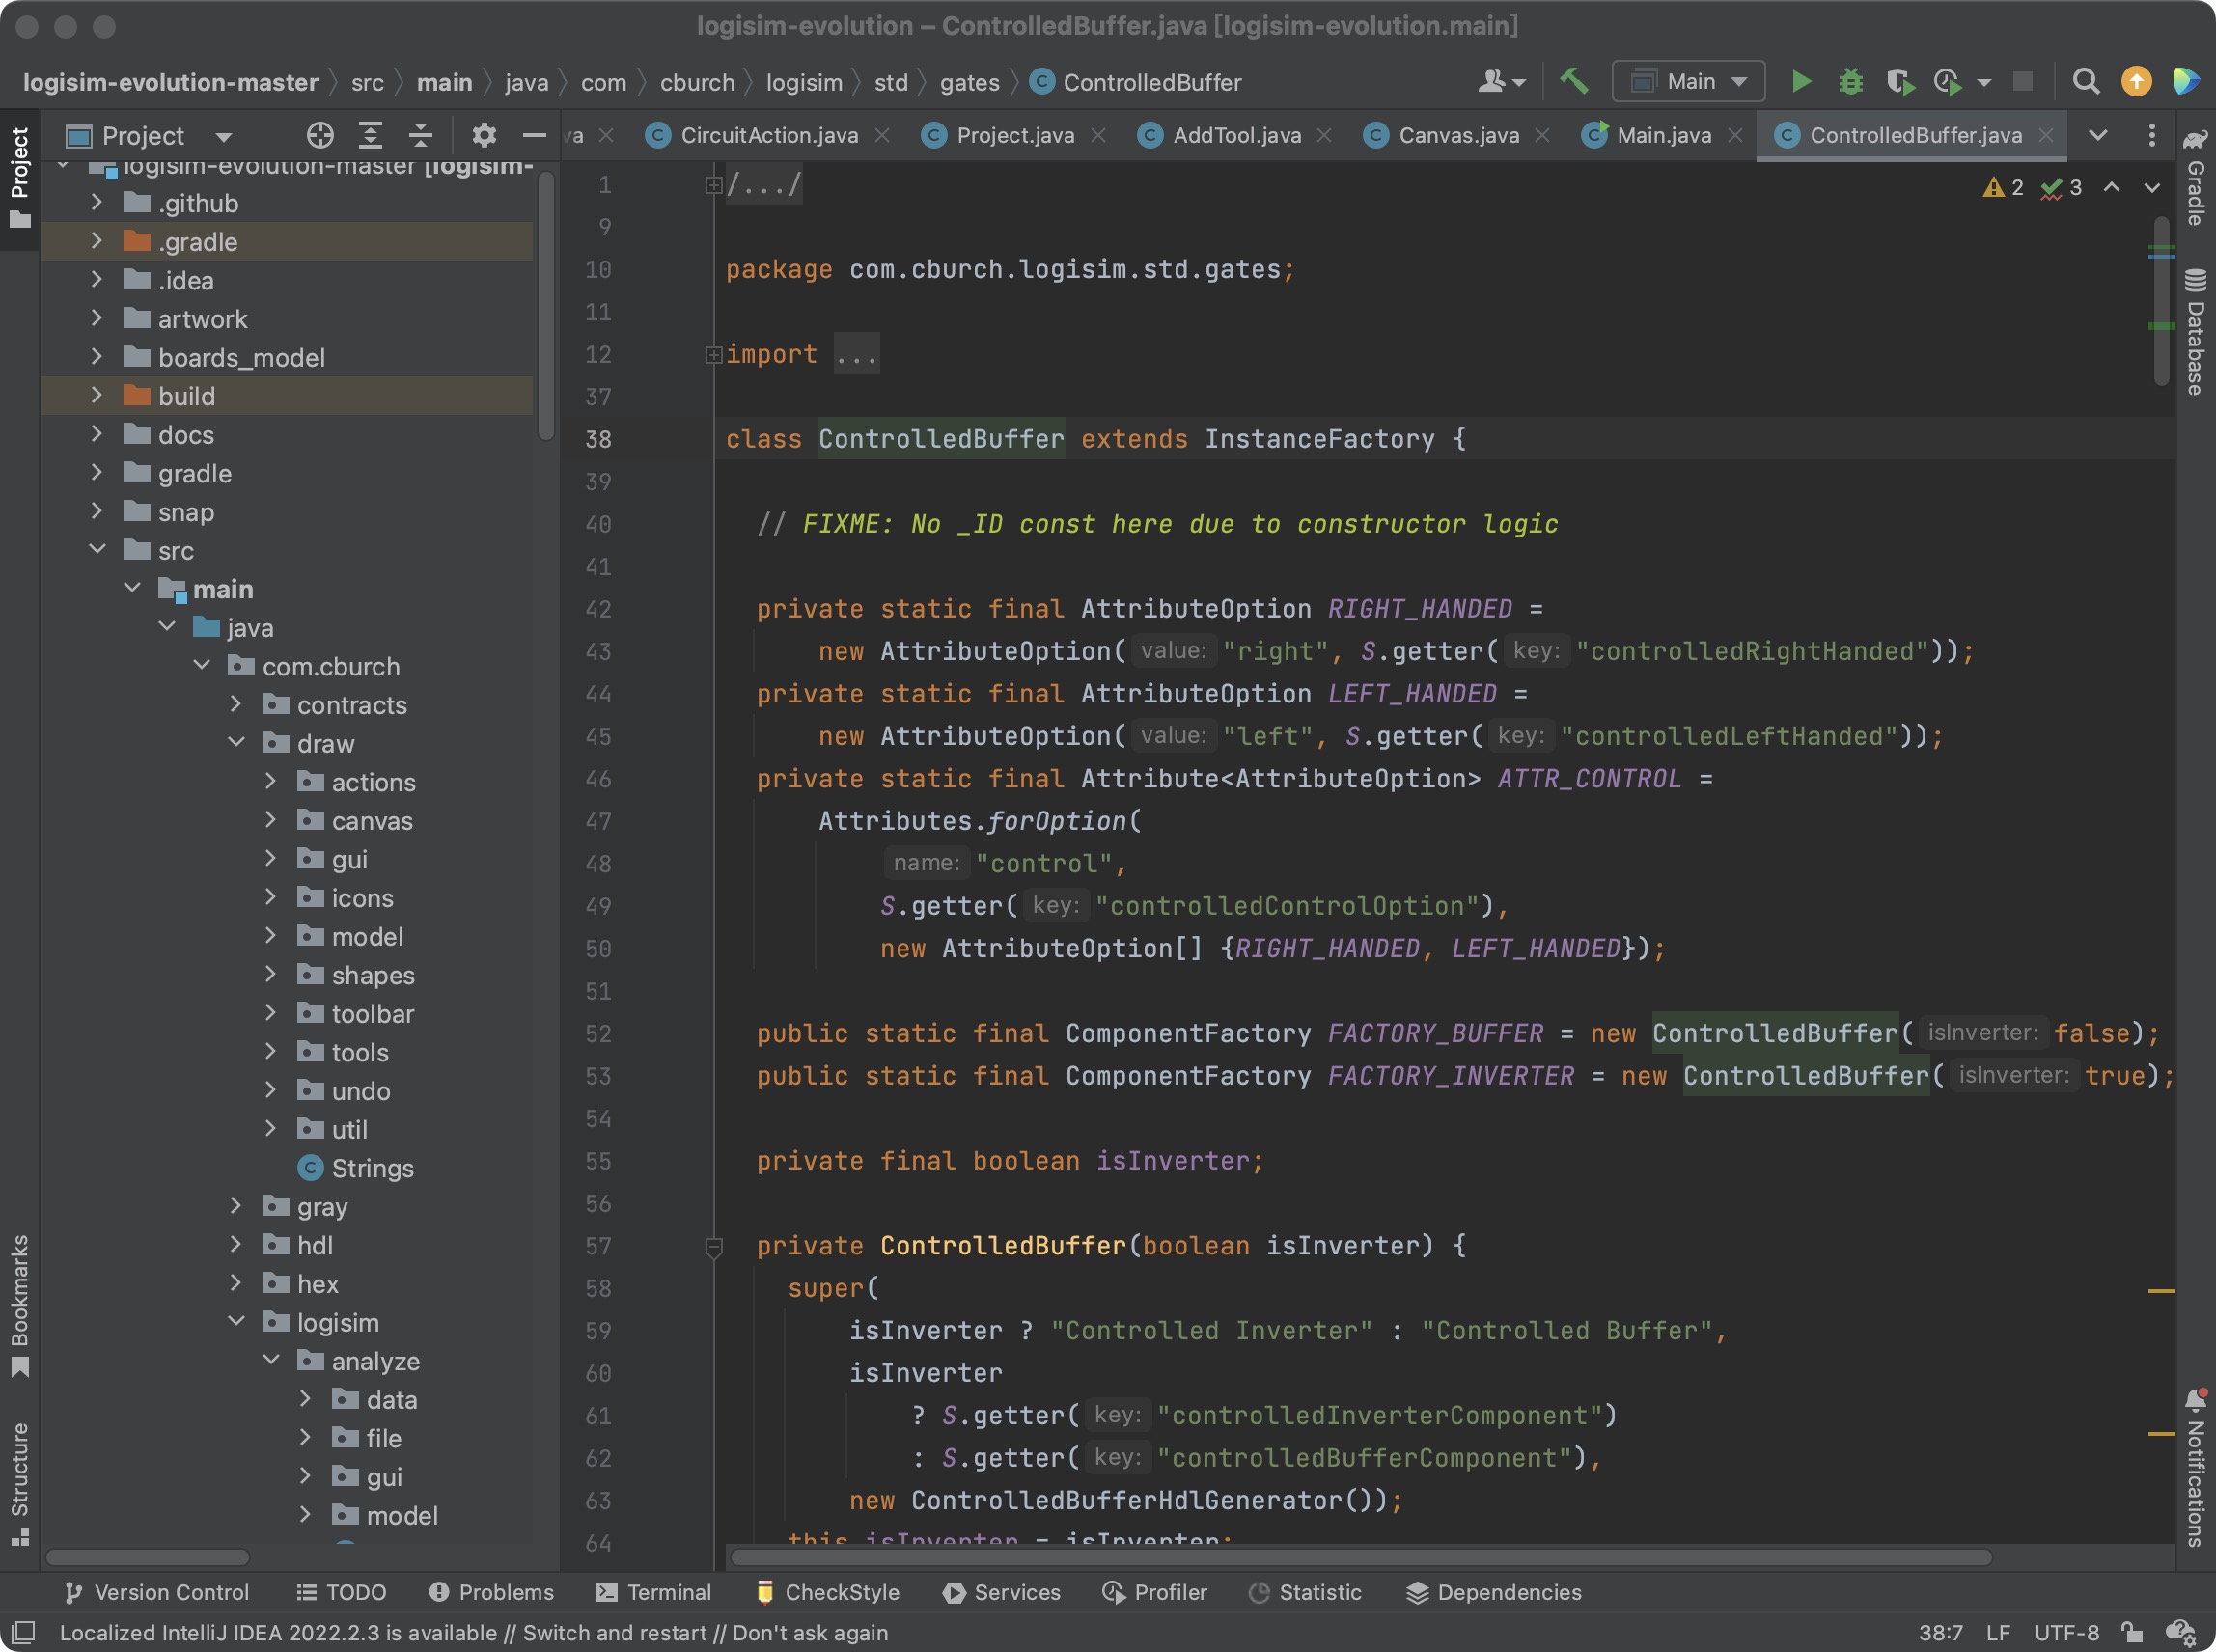 logisim-evolution – ControlledBuffer.java [logisim-evolution.main]
logisim-evolution-master src main java com cburch logisim std gates ControlledBuffer Main
Project va CircuitAction.java Project.java AddTool.java Canvas.java Main.java ControlledBuffer.java
Project
Gradle
Database
Bookmarks
Structure
Notifications
logisim-evolution-master [logisim-
.github
.gradle
.idea
artwork
boards_model
build
docs
gradle
snap
src
main
java
com.cburch
contracts
draw
actions
canvas
gui
icons
model
shapes
toolbar
tools
undo
util
Strings
gray
hdl
hex
logisim
analyze
data
file
gui
model
2 3
1 /.../
9
10 package com.cburch.logisim.std.gates;
11
12 import ...
37
38 class ControlledBuffer extends InstanceFactory {
39
40 // FIXME: No _ID const here due to constructor logic
41
42 private static final AttributeOption RIGHT_HANDED =
43 new AttributeOption( value: "right", S.getter( key: "controlledRightHanded"));
44 private static final AttributeOption LEFT_HANDED =
45 new AttributeOption( value: "left", S.getter( key: "controlledLeftHanded"));
46 private static final Attribute<AttributeOption> ATTR_CONTROL =
47 Attributes.forOption(
48 name: "control",
49 S.getter( key: "controlledControlOption"),
50 new AttributeOption[] {RIGHT_HANDED, LEFT_HANDED});
51
52 public static final ComponentFactory FACTORY_BUFFER = new ControlledBuffer( isInverter: false);
53 public static final ComponentFactory FACTORY_INVERTER = new ControlledBuffer( isInverter: true);
54
55 private final boolean isInverter;
56
57 private ControlledBuffer(boolean isInverter) {
58 super(
59 isInverter ? "Controlled Inverter" : "Controlled Buffer",
60 isInverter
61 ? S.getter( key: "controlledInverterComponent")
62 : S.getter( key: "controlledBufferComponent"),
63 new ControlledBufferHdlGenerator());
64 this.isInverter = isInverter;
Version Control TODO Problems Terminal CheckStyle Services Profiler Statistic Dependencies
Localized IntelliJ IDEA 2022.2.3 is available // Switch and restart // Don't ask again 38:7 LF UTF-8